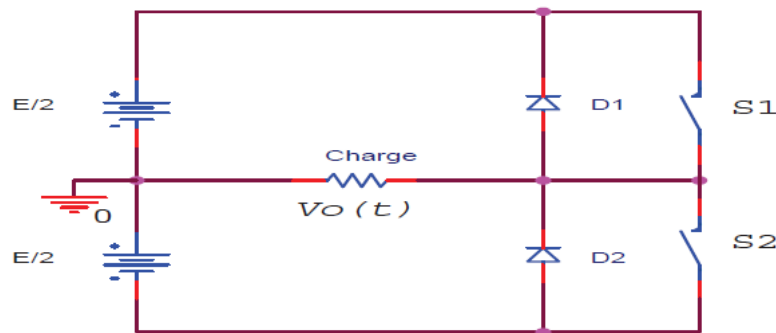 E/2
D1
S1
Charge
0
Vo(t)
E/2
D2
S2